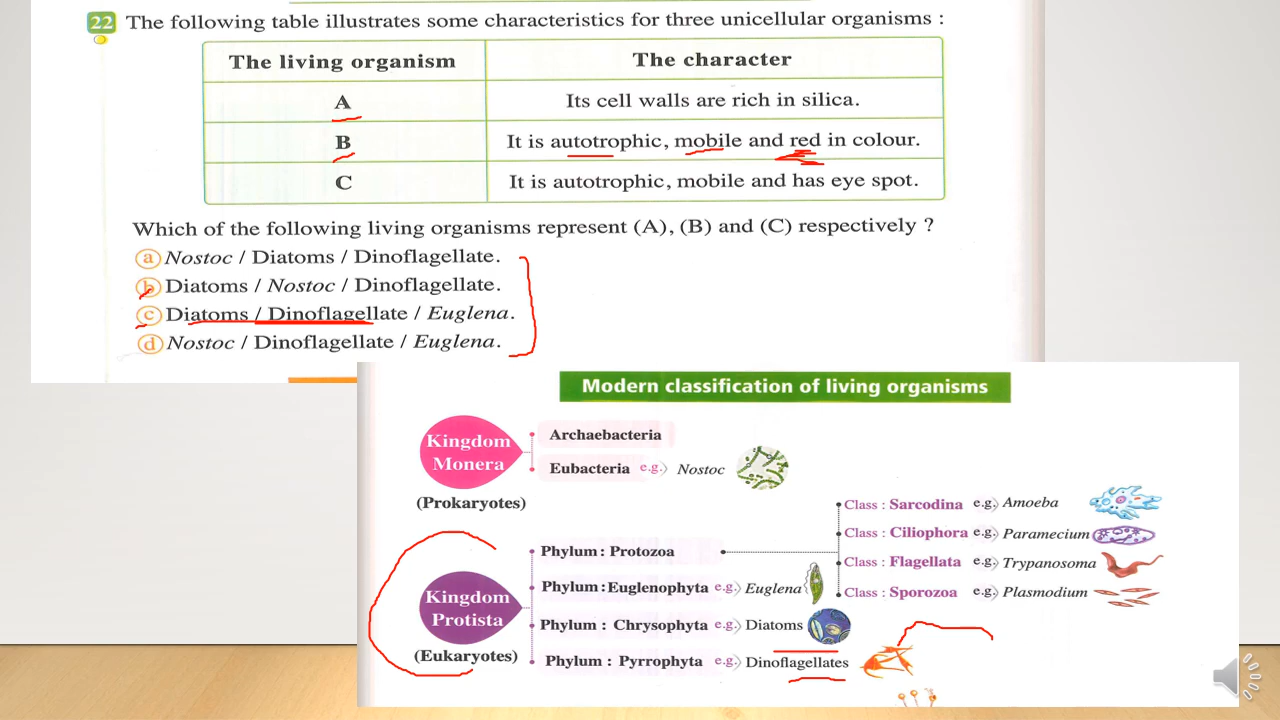 22 The following table illustrates some characteristics for three unicellular organisms :
The living organism The character
A Its cell walls are rich in silica.
B It is autotrophic, mobile and red in colour.
C It is autotrophic, mobile and has eye spot.
Which of the following living organisms represent (A), (B) and (C) respectively ?
a Nostoc / Diatoms / Dinoflagellate.
b Diatoms / Nostoc / Dinoflagellate.
c Diatoms / Dinoflagellate / Euglena.
d Nostoc / Dinoflagellate / Euglena.
Modern classification of living organisms
Kingdom
Monera
(Prokaryotes)
Archaebacteria
Eubacteria e.g. Nostoc
Kingdom
Protista
(Eukaryotes)
Phylum : Protozoa
Class : Sarcodina e.g. Amoeba
Class : Ciliophora e.g. Paramecium
Class : Flagellata e.g. Trypanosoma
Class : Sporozoa e.g. Plasmodium
Phylum : Euglenophyta e.g. Euglena
Phylum : Chrysophyta e.g. Diatoms
Phylum : Pyrrophyta e.g. Dinoflagellates